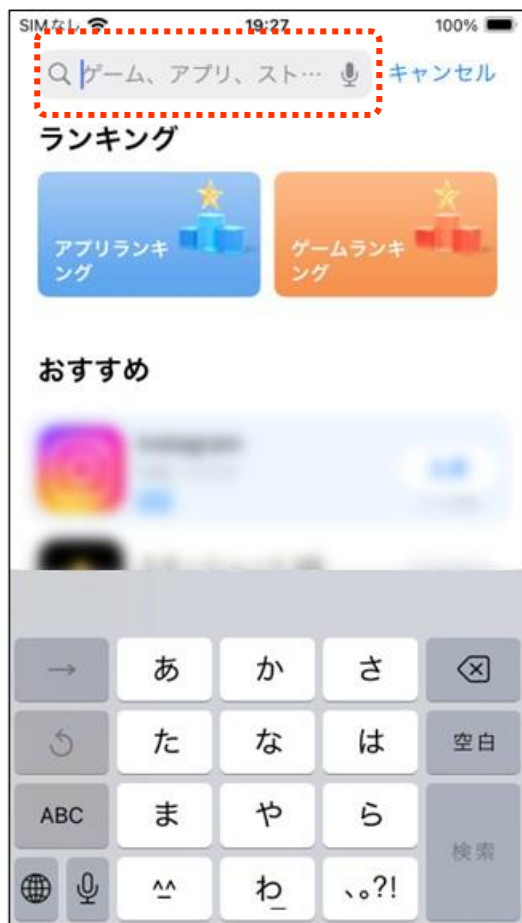 SIMなし 19:27 100%
ゲーム、アプリ、スト… キャンセル
ランキング
アプリランキ
ング
ゲームランキ
ング
おすすめ
→ あ か さ
た な は 空白
ABC ま や ら
検索
^^ わ 、。?!